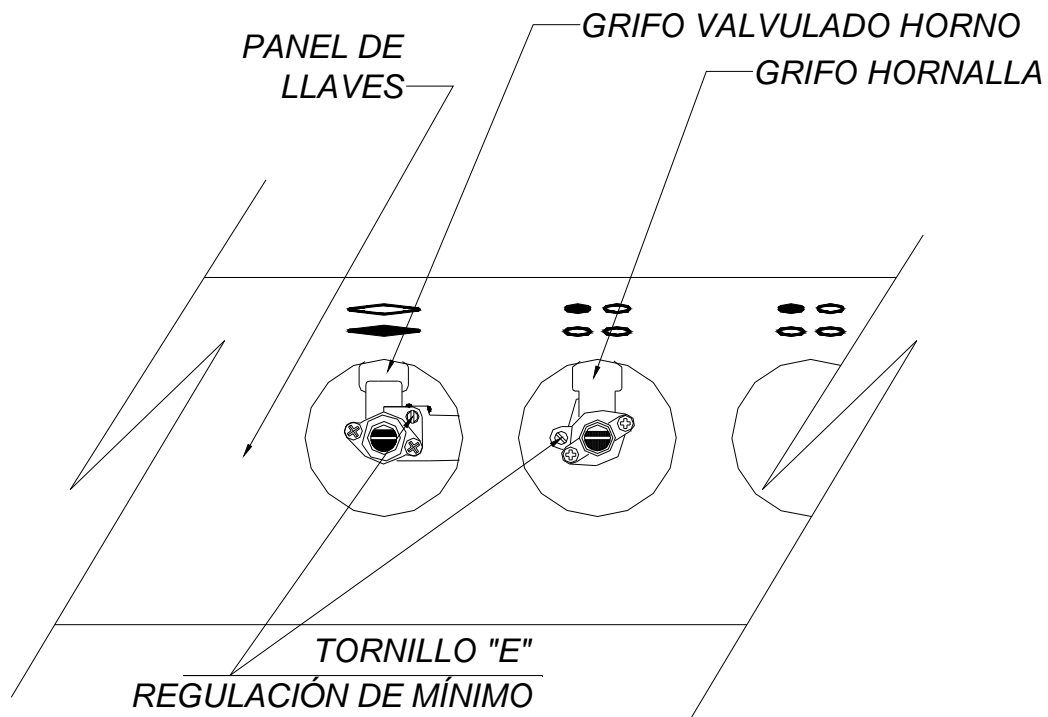 GRIFO VALVULADO HORNO
PANEL DE
LLAVES
GRIFO HORNALLA
TORNILLO "E"
REGULACIÓN DE MÍNIMO